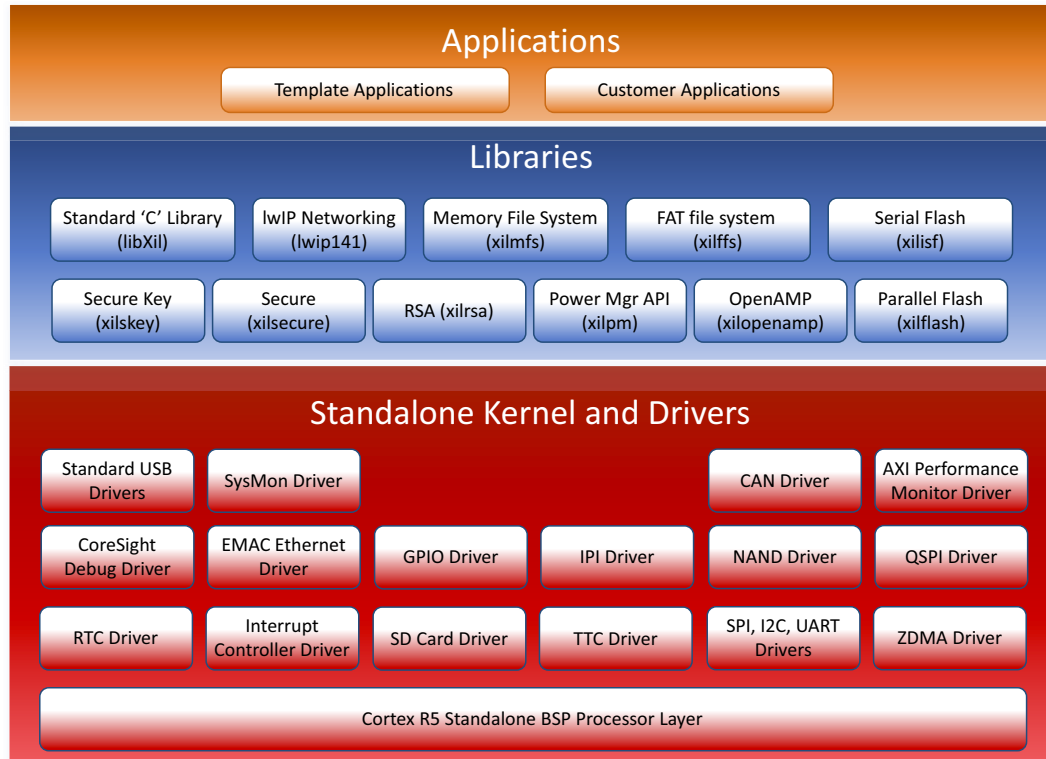 Applications
Template Applications
Customer Applications
Libraries
Standard ‘C’ Library
(libXil)
lwIP Networking
(lwip141)
Memory File System
(xilmfs)
FAT file system
(xilffs)
Serial Flash
(xilisf)
Secure Key
(xilskey)
Secure
(xilsecure)
RSA (xilrsa)
Power Mgr API
(xilpm)
OpenAMP
(xilopenamp)
Parallel Flash
(xilflash)
Standalone Kernel and Drivers
Standard USB
Drivers
SysMon Driver
CAN Driver
AXI Performance
Monitor Driver
CoreSight
Debug Driver
EMAC Ethernet
Driver
GPIO Driver
IPI Driver
NAND Driver
QSPI Driver
RTC Driver
Interrupt
Controller Driver
SD Card Driver
TTC Driver
SPI, I2C, UART
Drivers
ZDMA Driver
Cortex R5 Standalone BSP Processor Layer